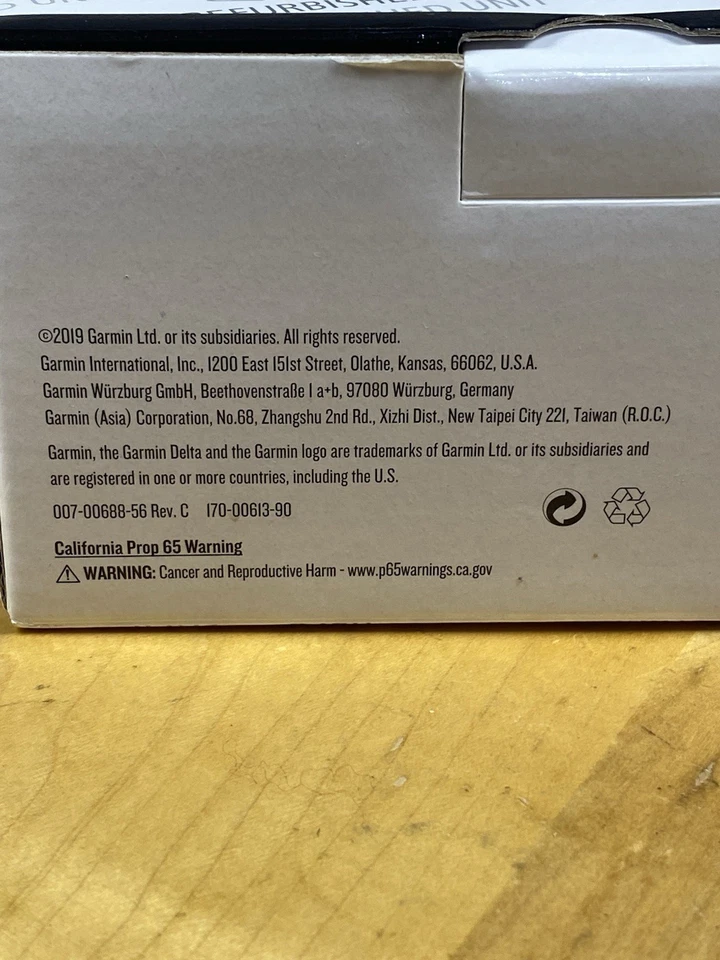 REFURBISHED
UNIT
©2019 Garmin Ltd. or its subsidiaries. All rights reserved.
Garmin International, Inc., 1200 East 151st Street, Olathe, Kansas, 66062, U.S.A.
Garmin Würzburg GmbH, Beethovenstraße 1 a+b, 97080 Würzburg, Germany
Garmin (Asia) Corporation, No.68, Zhangshu 2nd Rd., Xizhi Dist., New Taipei City 221, Taiwan (R.O.C.)
Garmin, the Garmin Delta and the Garmin logo are trademarks of Garmin Ltd. or its subsidiaries and
are registered in one or more countries, including the U.S.
007-00688-56 Rev. C 170-00613-90
California Prop 65 Warning
WARNING: Cancer and Reproductive Harm - www.p65warnings.ca.gov